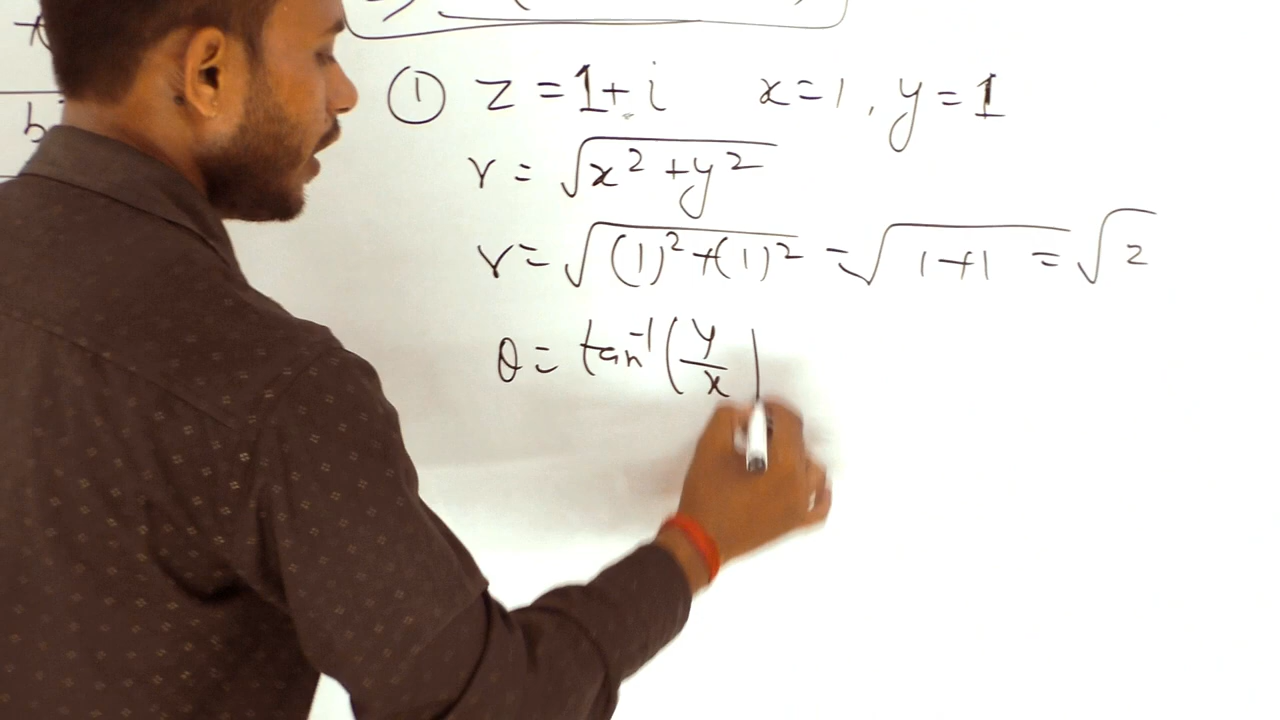 ① z = 1 + i x = 1, y = 1
r = √(x² + y²)
r = √((1)² + (1)²) = √(1+1) = √2
θ = tan⁻¹(y/x)
b